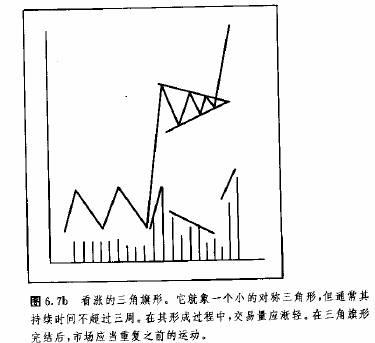 图6.7b 看涨的三角旗形。它就象一个小的对称三角形,但通常其
持续时间不超过三周。在其形成过程中,交易量应渐轻。在三角旗形
完结后,市场应当重复之前的运动。